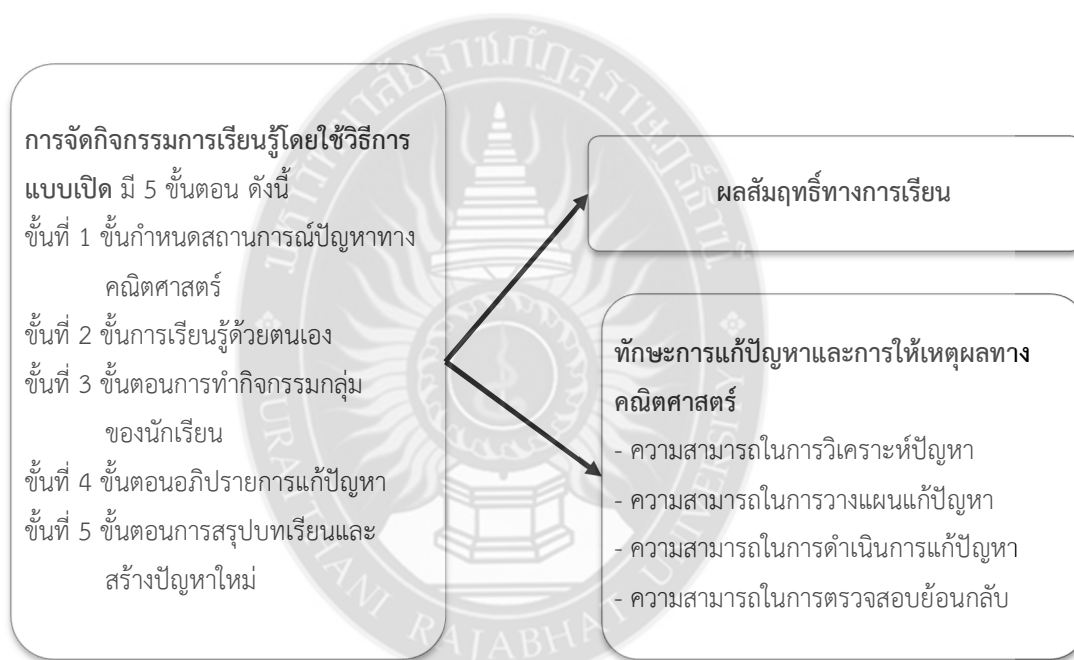 การจัดกิจกรรมการเรียนรู้โดยใช้วิธีการ
แบบเปิด มี 5 ขั้นตอน ดังนี้
ขั้นที่ 1 ขั้นกำหนดสถานการณ์ปัญหาทาง
คณิตศาสตร์
ขั้นที่ 2 ขั้นการเรียนรู้ด้วยตนเอง
ขั้นที่ 3 ขั้นตอนการทำกิจกรรมกลุ่ม
ของนักเรียน
ขั้นที่ 4 ขั้นตอนอภิปรายการแก้ปัญหา
ขั้นที่ 5 ขั้นตอนการสรุปบทเรียนและ
สร้างปัญหาใหม่
ผลสัมฤทธิ์ทางการเรียน
ทักษะการแก้ปัญหาและการให้เหตุผลทาง
คณิตศาสตร์
- ความสามารถในการวิเคราะห์ปัญหา
- ความสามารถในการวางแผนแก้ปัญหา
- ความสามารถในการดำเนินการแก้ปัญหา
- ความสามารถในการตรวจสอบย้อนกลับ